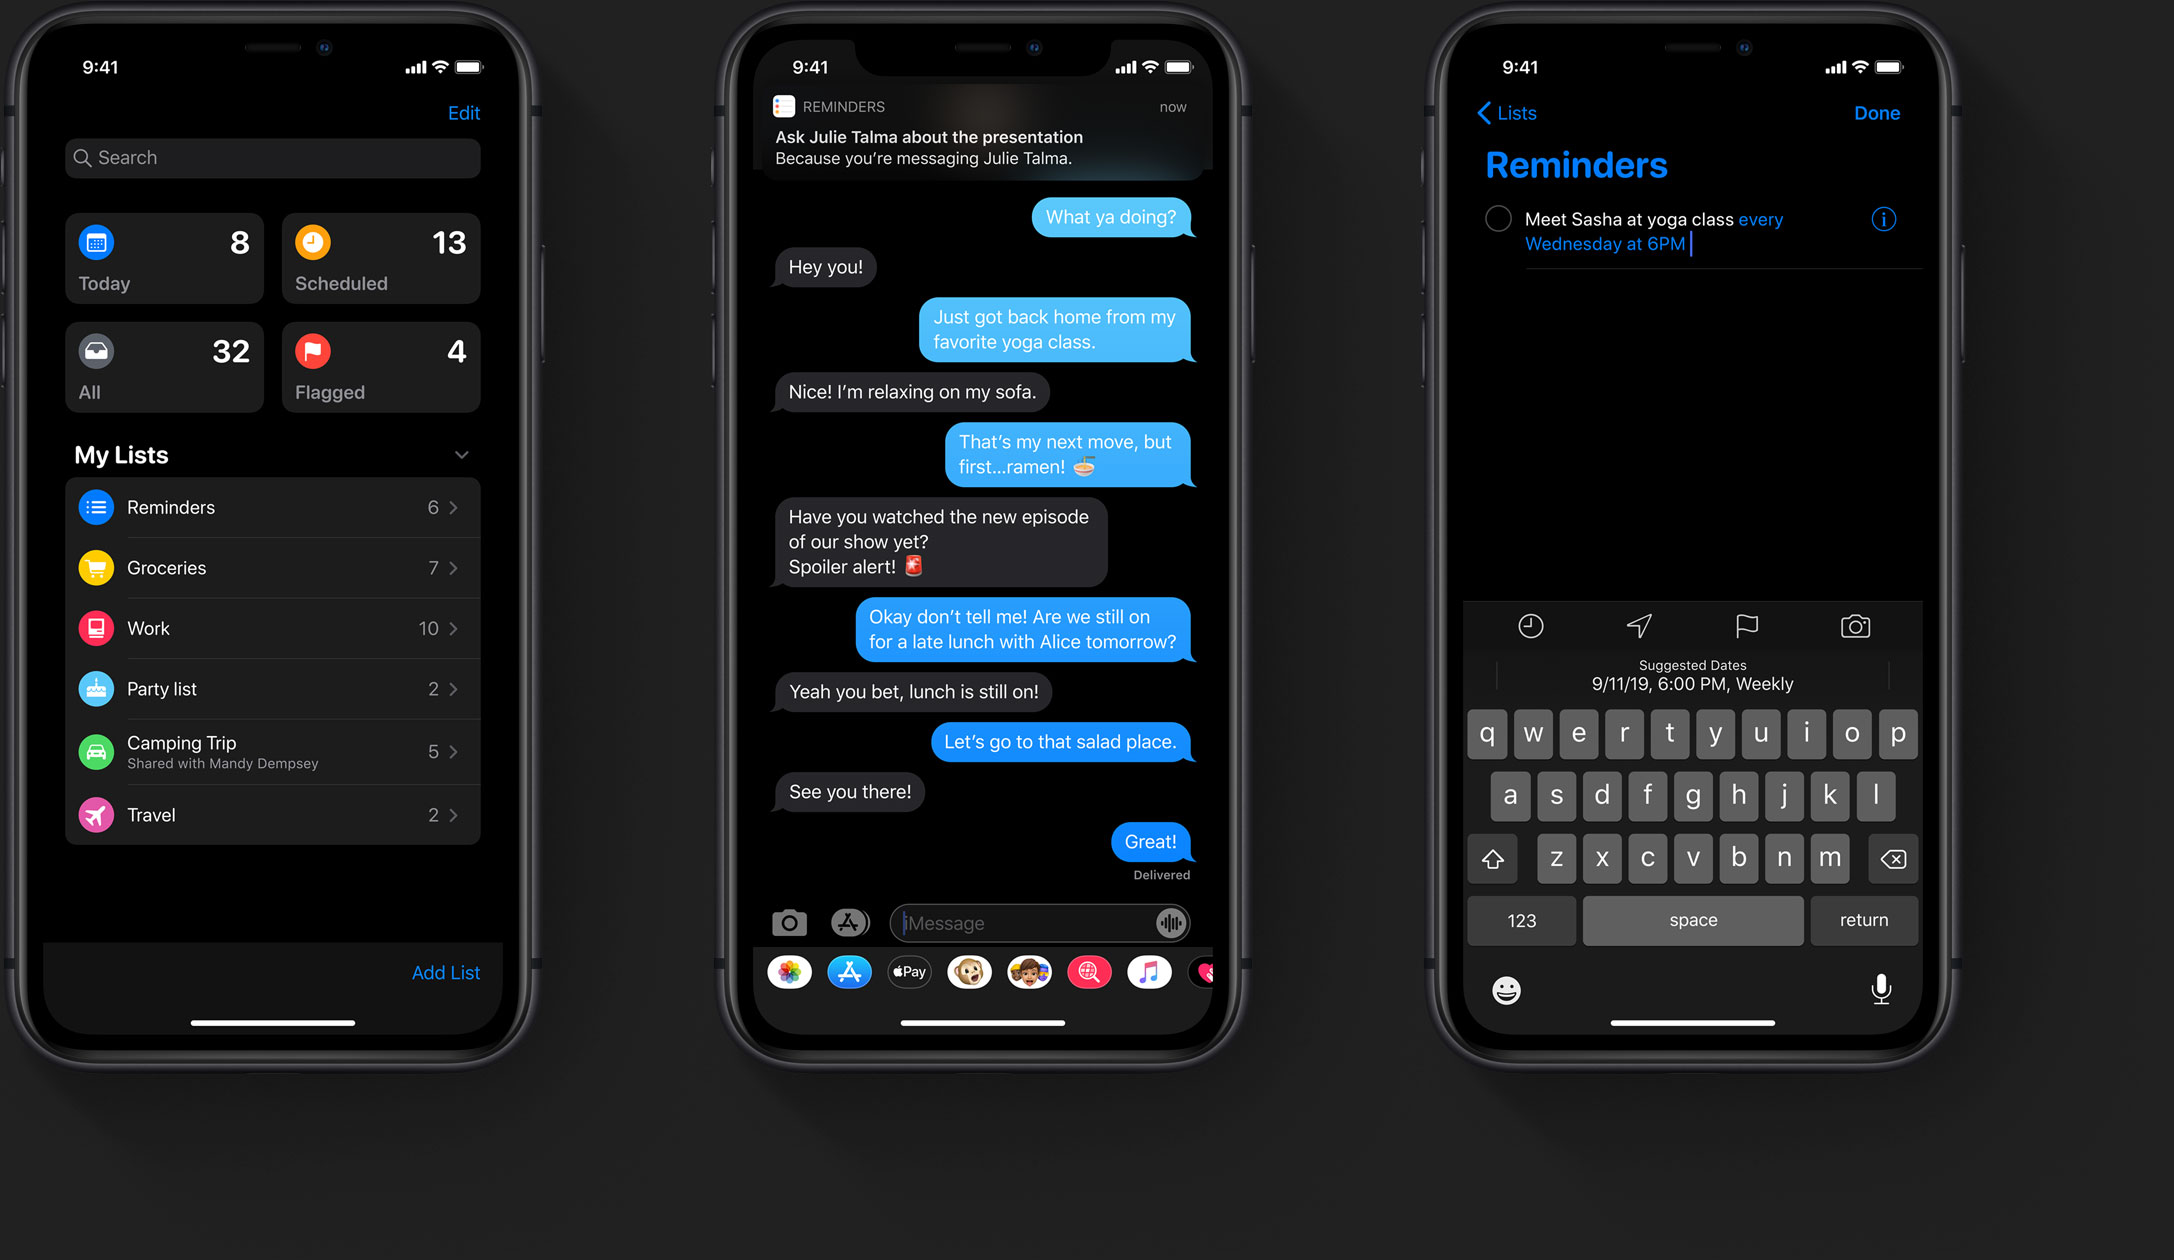 9:41
Edit
Search
8
Today
13
Scheduled
32
All
4
Flagged
My Lists
Reminders 6
Groceries 7
Work 10
Party list 2
Camping Trip 5
Shared with Mandy Dempsey
Travel 2
Add List
9:41
REMINDERS now
Ask Julie Talma about the presentation
Because you’re messaging Julie Talma.
What ya doing?
Hey you!
Just got back home from my
favorite yoga class.
Nice! I’m relaxing on my sofa.
That’s my next move, but
first...ramen! 🍜
Have you watched the new episode
of our show yet?
Spoiler alert! 🚨
Okay don’t tell me! Are we still on
for a late lunch with Alice tomorrow?
Yeah you bet, lunch is still on!
Let’s go to that salad place.
See you there!
Great!
Delivered
iMessage
Pay
9:41
Lists Done
Reminders
Meet Sasha at yoga class every
Wednesday at 6PM
Suggested Dates
9/11/19, 6:00 PM, Weekly
q w e r t y u i o p
a s d f g h j k l
z x c v b n m
123 space return